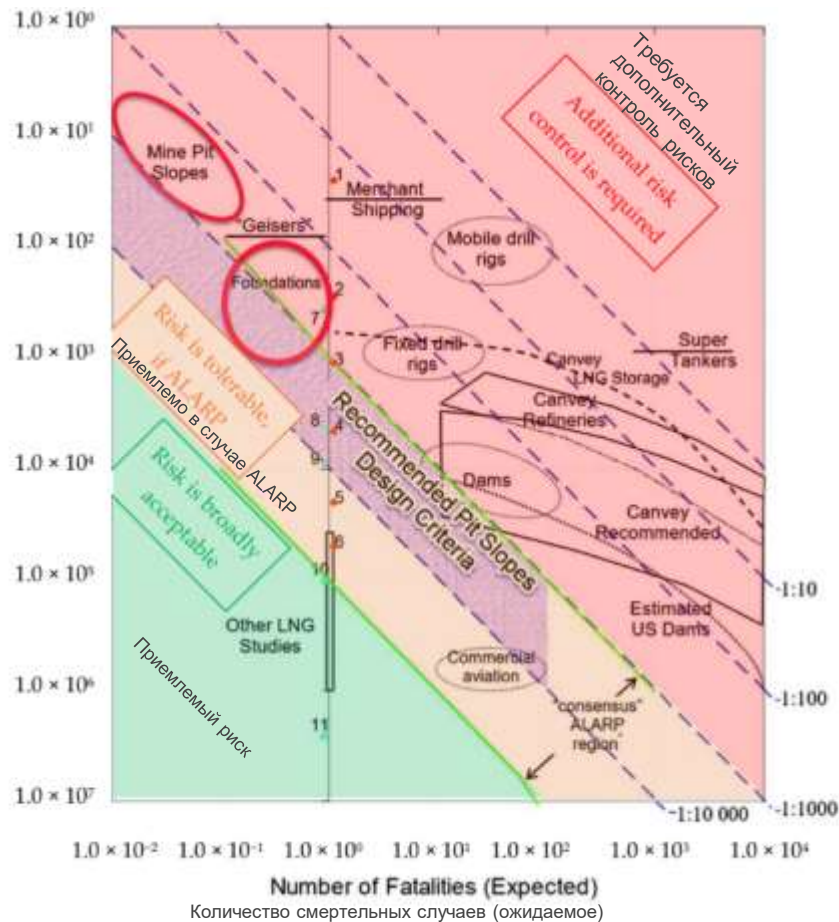 1.0 × 10⁰
1.0 × 10¹
1.0 × 10²
1.0 × 10³
1.0 × 10⁴
1.0 × 10⁵
1.0 × 10⁶
1.0 × 10⁷
Требуется
дополнительный
контроль рисков
Additional risk
control is required
Mine Pit
Slopes
1
Merchant
Shipping
"Geisers"
Mobile drill
rigs
Foundations
2
7
3
Fixed drill
rigs
Super
Tankers
Canvey
LNG Storage
Canvey
Refineries
Risk is tolerable,
if ALARP
Приемлемо в случае ALARP
Recommended Pit Slopes
Design Criteria
8
4
9
5
6
10
Dams
Canvey
Recommended
Risk is broadly
acceptable
Other LNG
Studies
Estimated
US Dams
Commercial
aviation
"consensus"
ALARP
region"
Приемлемый риск
11
-1:10
-1:100
-1:1000
-1:10 000
1.0 × 10⁻²
1.0 × 10⁻¹
1.0 × 10⁰
1.0 × 10¹
1.0 × 10²
1.0 × 10³
1.0 × 10⁴
Number of Fatalities (Expected)
Количество смертельных случаев (ожидаемое)